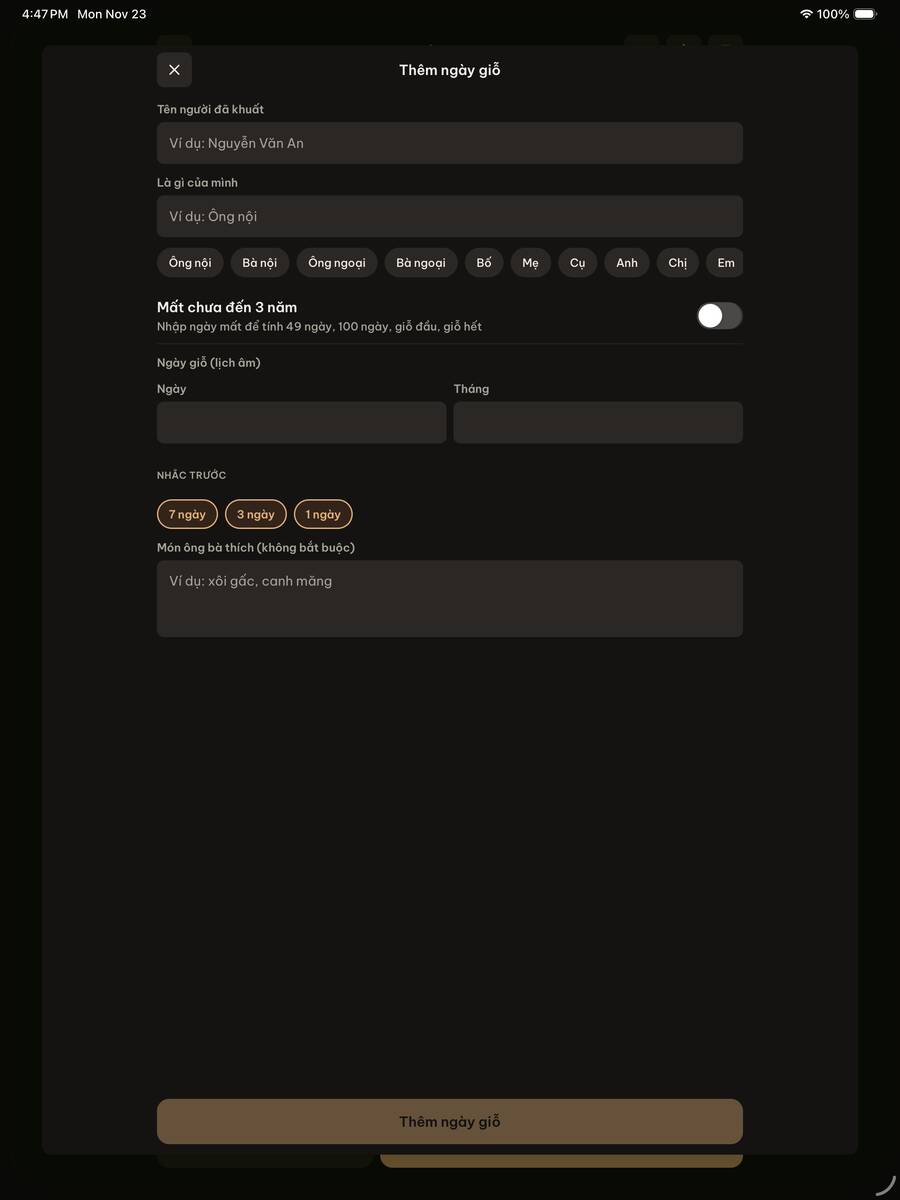 4:47 PM Mon Nov 23
100%
Thêm ngày giỗ
Tên người đã khuất
Ví dụ: Nguyễn Văn An
Là gì của mình
Ví dụ: Ông nội
Ông nội Bà nội Ông ngoại Bà ngoại Bố Mẹ Cụ Anh Chị Em
Mất chưa đến 3 năm
Nhập ngày mất để tính 49 ngày, 100 ngày, giỗ đầu, giỗ hết
Ngày giỗ (lịch âm)
Ngày Tháng
NHẮC TRƯỚC
7 ngày 3 ngày 1 ngày
Món ông bà thích (không bắt buộc)
Ví dụ: xôi gấc, canh măng
Thêm ngày giỗ